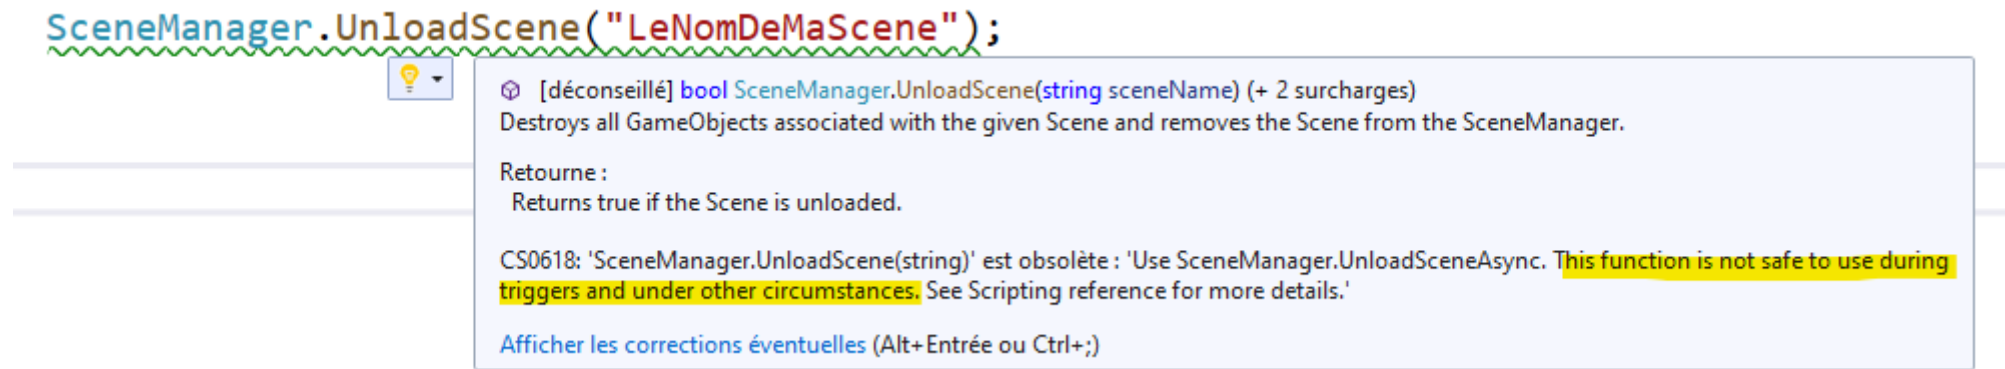 SceneManager.UnloadScene("LeNomDeMaScene");
[déconseillé] bool SceneManager.UnloadScene(string sceneName) (+ 2 surcharges)
Destroys all GameObjects associated with the given Scene and removes the Scene from the SceneManager.
Retourne :
Returns true if the Scene is unloaded.
CS0618: 'SceneManager.UnloadScene(string)' est obsolète : 'Use SceneManager.UnloadSceneAsync. This function is not safe to use during
triggers and under other circumstances. See Scripting reference for more details.'
Afficher les corrections éventuelles (Alt+Entrée ou Ctrl+;)